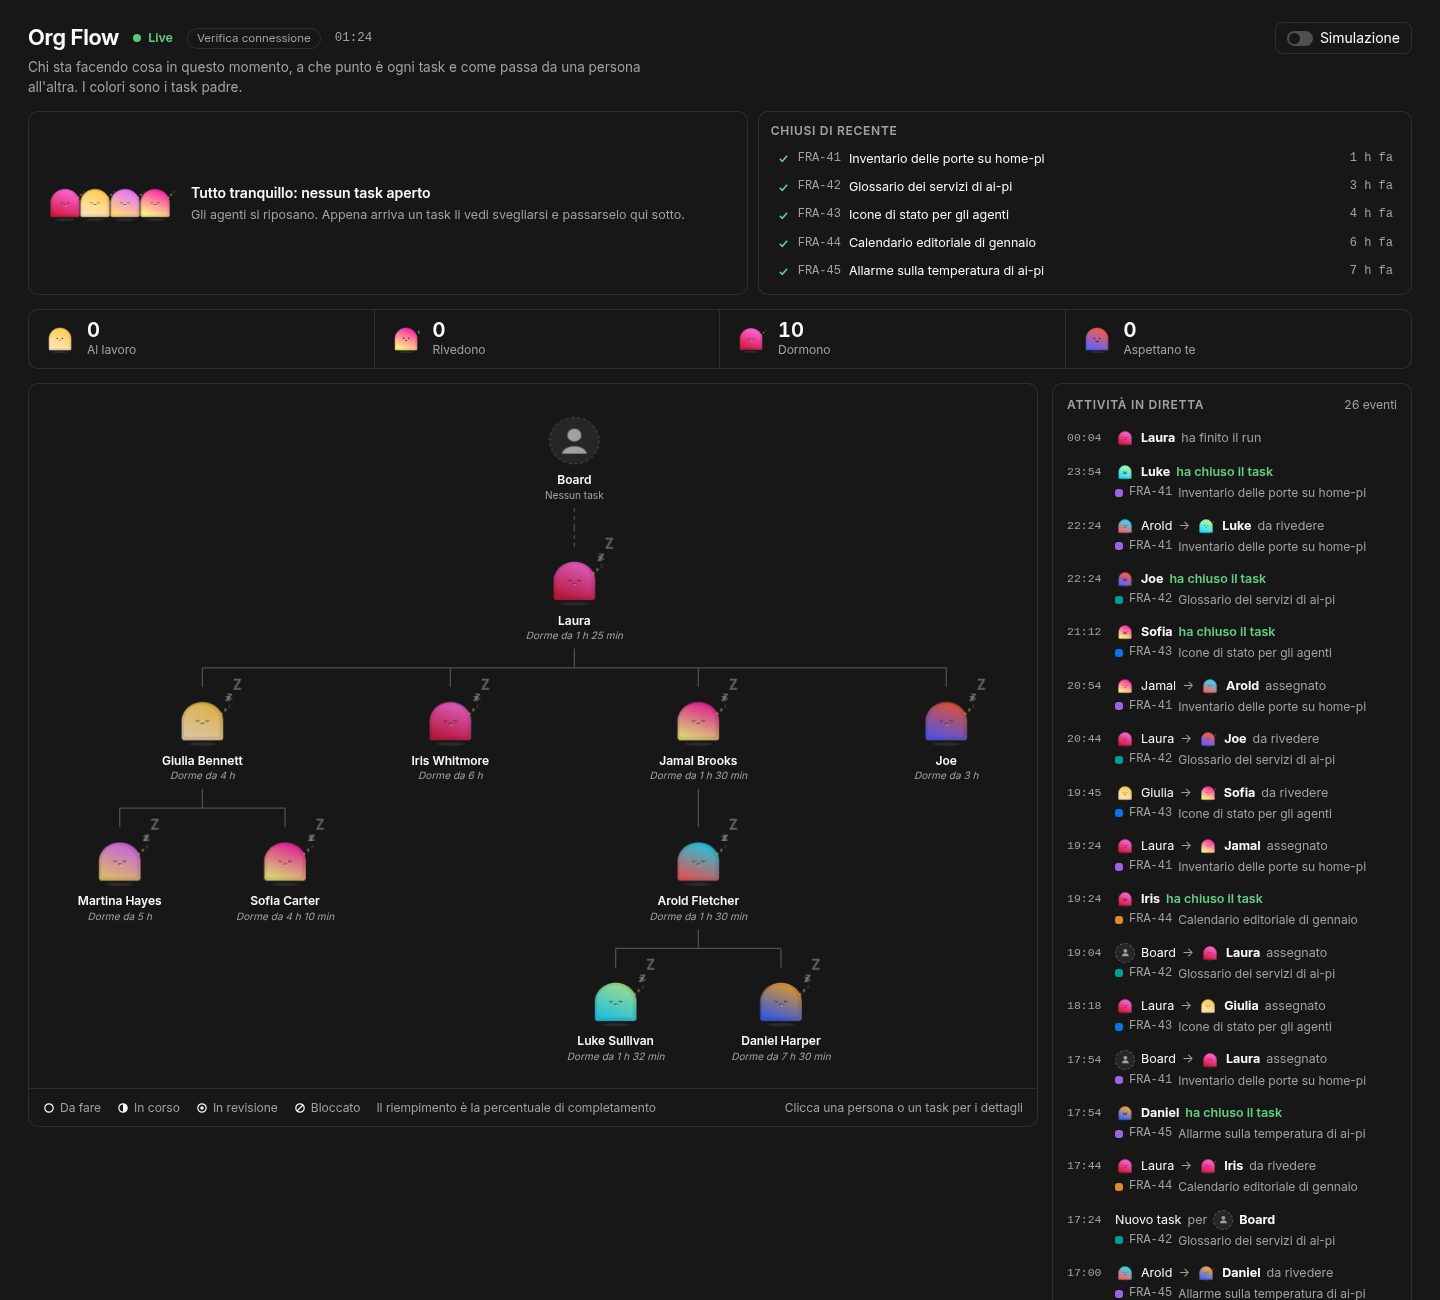 Org Flow
Live
Verifica connessione
01:24
Simulazione
Chi sta facendo cosa in questo momento, a che punto è ogni task e come passa da una persona
all'altra. I colori sono i task padre.
Tutto tranquillo: nessun task aperto
Gli agenti si riposano. Appena arriva un task li vedi svegliarsi e passarselo qui sotto.
CHIUSI DI RECENTE
FRA-41 Inventario delle porte su home-pi 1 h fa
FRA-42 Glossario dei servizi di ai-pi 3 h fa
FRA-43 Icone di stato per gli agenti 4 h fa
FRA-44 Calendario editoriale di gennaio 6 h fa
FRA-45 Allarme sulla temperatura di ai-pi 7 h fa
0
Al lavoro
0
Rivedono
10
Dormono
0
Aspettano te
Board
Nessun task
z Z
Laura
Dorme da 1 h 25 min
z Z
z Z
z Z
z Z
Giulia Bennett
Dorme da 4 h
Iris Whitmore
Dorme da 6 h
Jamal Brooks
Dorme da 1 h 30 min
Joe
Dorme da 3 h
z Z
z Z
z Z
Martina Hayes
Dorme da 5 h
Sofia Carter
Dorme da 4 h 10 min
Arold Fletcher
Dorme da 1 h 30 min
z Z
z Z
Luke Sullivan
Dorme da 1 h 32 min
Daniel Harper
Dorme da 7 h 30 min
Da fare
In corso
In revisione
Bloccato
Il riempimento è la percentuale di completamento
Clicca una persona o un task per i dettagli
ATTIVITÀ IN DIRETTA 26 eventi
00:04 Laura ha finito il run
23:54 Luke ha chiuso il task
FRA-41 Inventario delle porte su home-pi
22:24 Arold → Luke da rivedere
FRA-41 Inventario delle porte su home-pi
22:24 Joe ha chiuso il task
FRA-42 Glossario dei servizi di ai-pi
21:12 Sofia ha chiuso il task
FRA-43 Icone di stato per gli agenti
20:54 Jamal → Arold assegnato
FRA-41 Inventario delle porte su home-pi
20:44 Laura → Joe da rivedere
FRA-42 Glossario dei servizi di ai-pi
19:45 Giulia → Sofia da rivedere
FRA-43 Icone di stato per gli agenti
19:24 Laura → Jamal assegnato
FRA-41 Inventario delle porte su home-pi
19:24 Iris ha chiuso il task
FRA-44 Calendario editoriale di gennaio
19:04 Board → Laura assegnato
FRA-42 Glossario dei servizi di ai-pi
18:18 Laura → Giulia assegnato
FRA-43 Icone di stato per gli agenti
17:54 Board → Laura assegnato
FRA-41 Inventario delle porte su home-pi
17:54 Daniel ha chiuso il task
FRA-45 Allarme sulla temperatura di ai-pi
17:44 Laura → Iris da rivedere
FRA-44 Calendario editoriale di gennaio
17:24 Nuovo task per Board
FRA-42 Glossario dei servizi di ai-pi
17:00 Arold → Daniel da rivedere
FRA-45 Allarme sulla temperatura di ai-pi